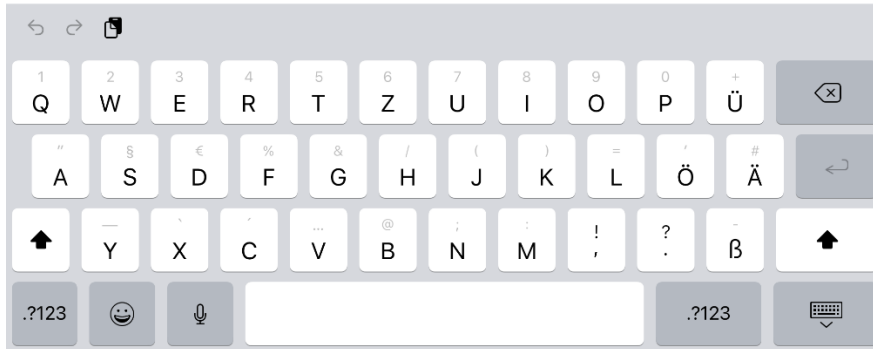 1 2 3 4 5 6 7 8 9 0 +
Q W E R T Z U I O P Ü
" § € % & / ( ) = ' #
A S D F G H J K L Ö Ä
— ` ´ ... @ ; : ! ? -
Y X C V B N M , . ß
.?123 .?123